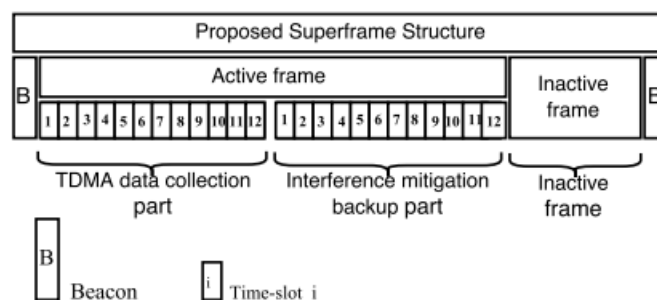 Proposed Superframe Structure
B
Active frame
Inactive
frame
B
1 2 3 4 5 6 7 8 9 10 11 12
1 2 3 4 5 6 7 8 9 10 11 12
TDMA data collection
part
Interference mitigation
backup part
Inactive
frame
B
Beacon
i
Time-slot i